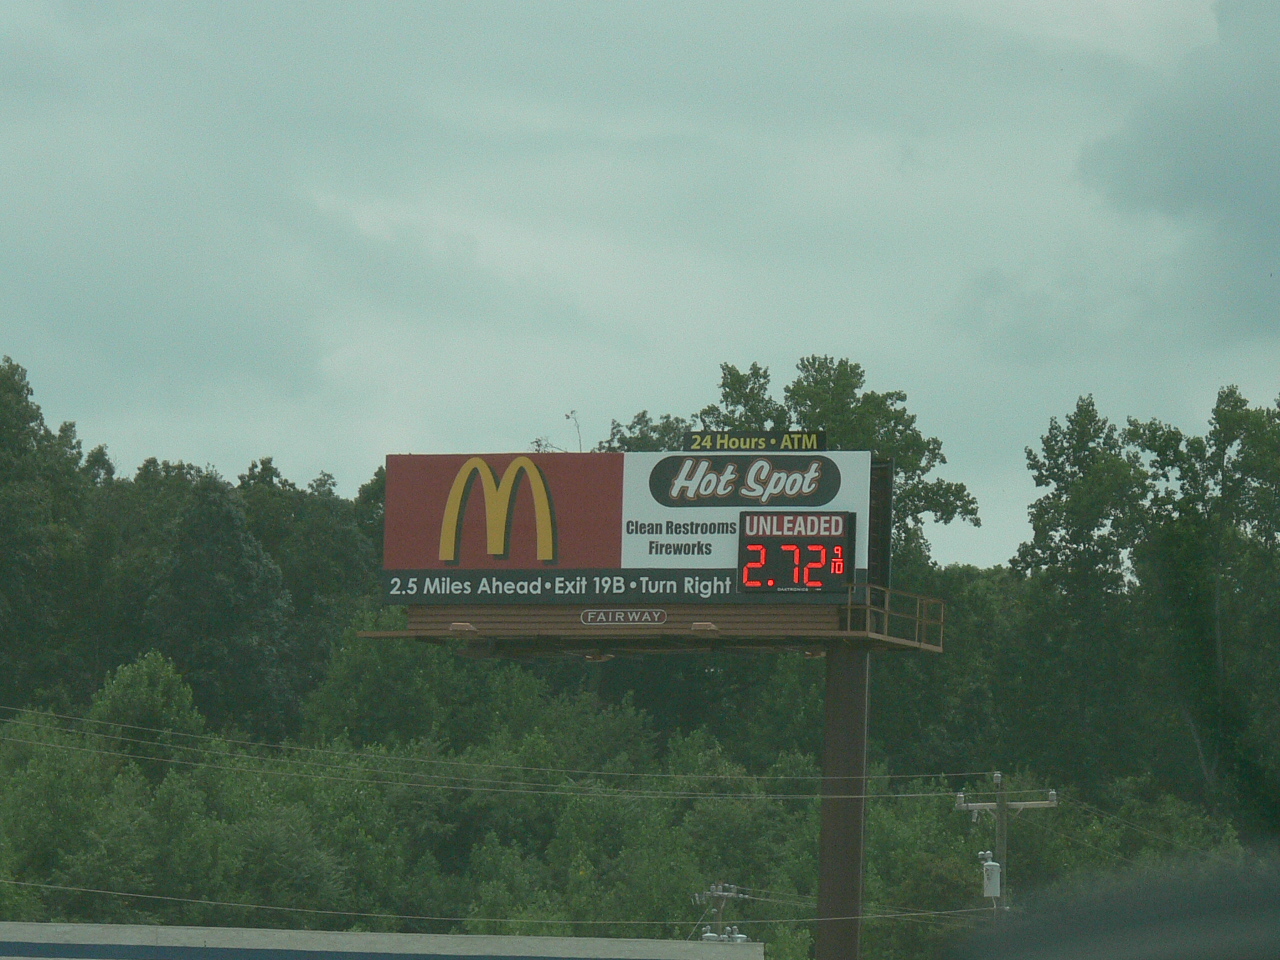 24 Hours • ATM
M
Hot Spot
Clean Restrooms
Fireworks
UNLEADED
2.72 9/10
2.5 Miles Ahead • Exit 19B • Turn Right
FAIRWAY